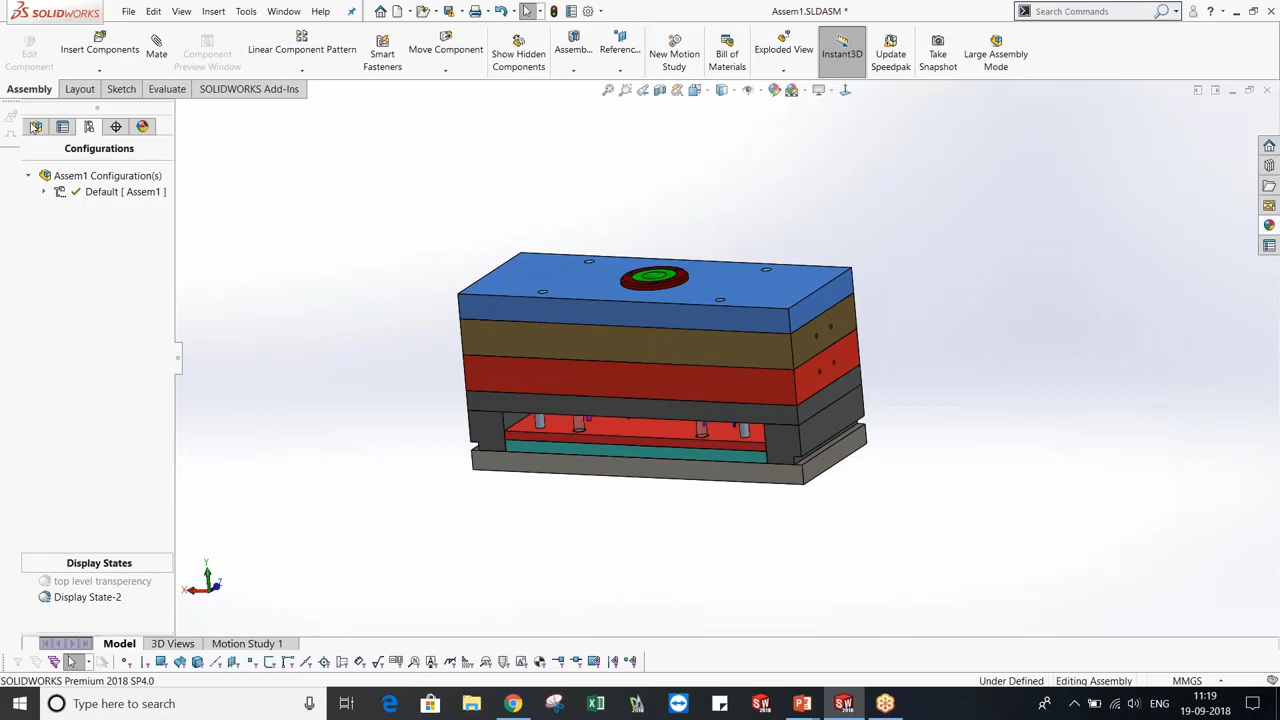 SOLIDWORKS
File Edit View Insert Tools Window Help
Assem1.SLDASM *
Search Commands
Edit Component
Insert Components
Mate
Component Preview Window
Linear Component Pattern
Smart Fasteners
Move Component
Show Hidden Components
Assemb...
Referenc...
New Motion Study
Bill of Materials
Exploded View
Instant3D
Update Speedpak
Take Snapshot
Large Assembly Mode
Assembly Layout Sketch Evaluate SOLIDWORKS Add-Ins
Configurations
Assem1 Configuration(s)
Default [ Assem1 ]
Display States
top level transperency
Display State-2
Y
X
Z
Model 3D Views Motion Study 1
SOLIDWORKS Premium 2018 SP4.0
Under Defined Editing Assembly MMGS
Type here to search
ENG
11:19
19-09-2018